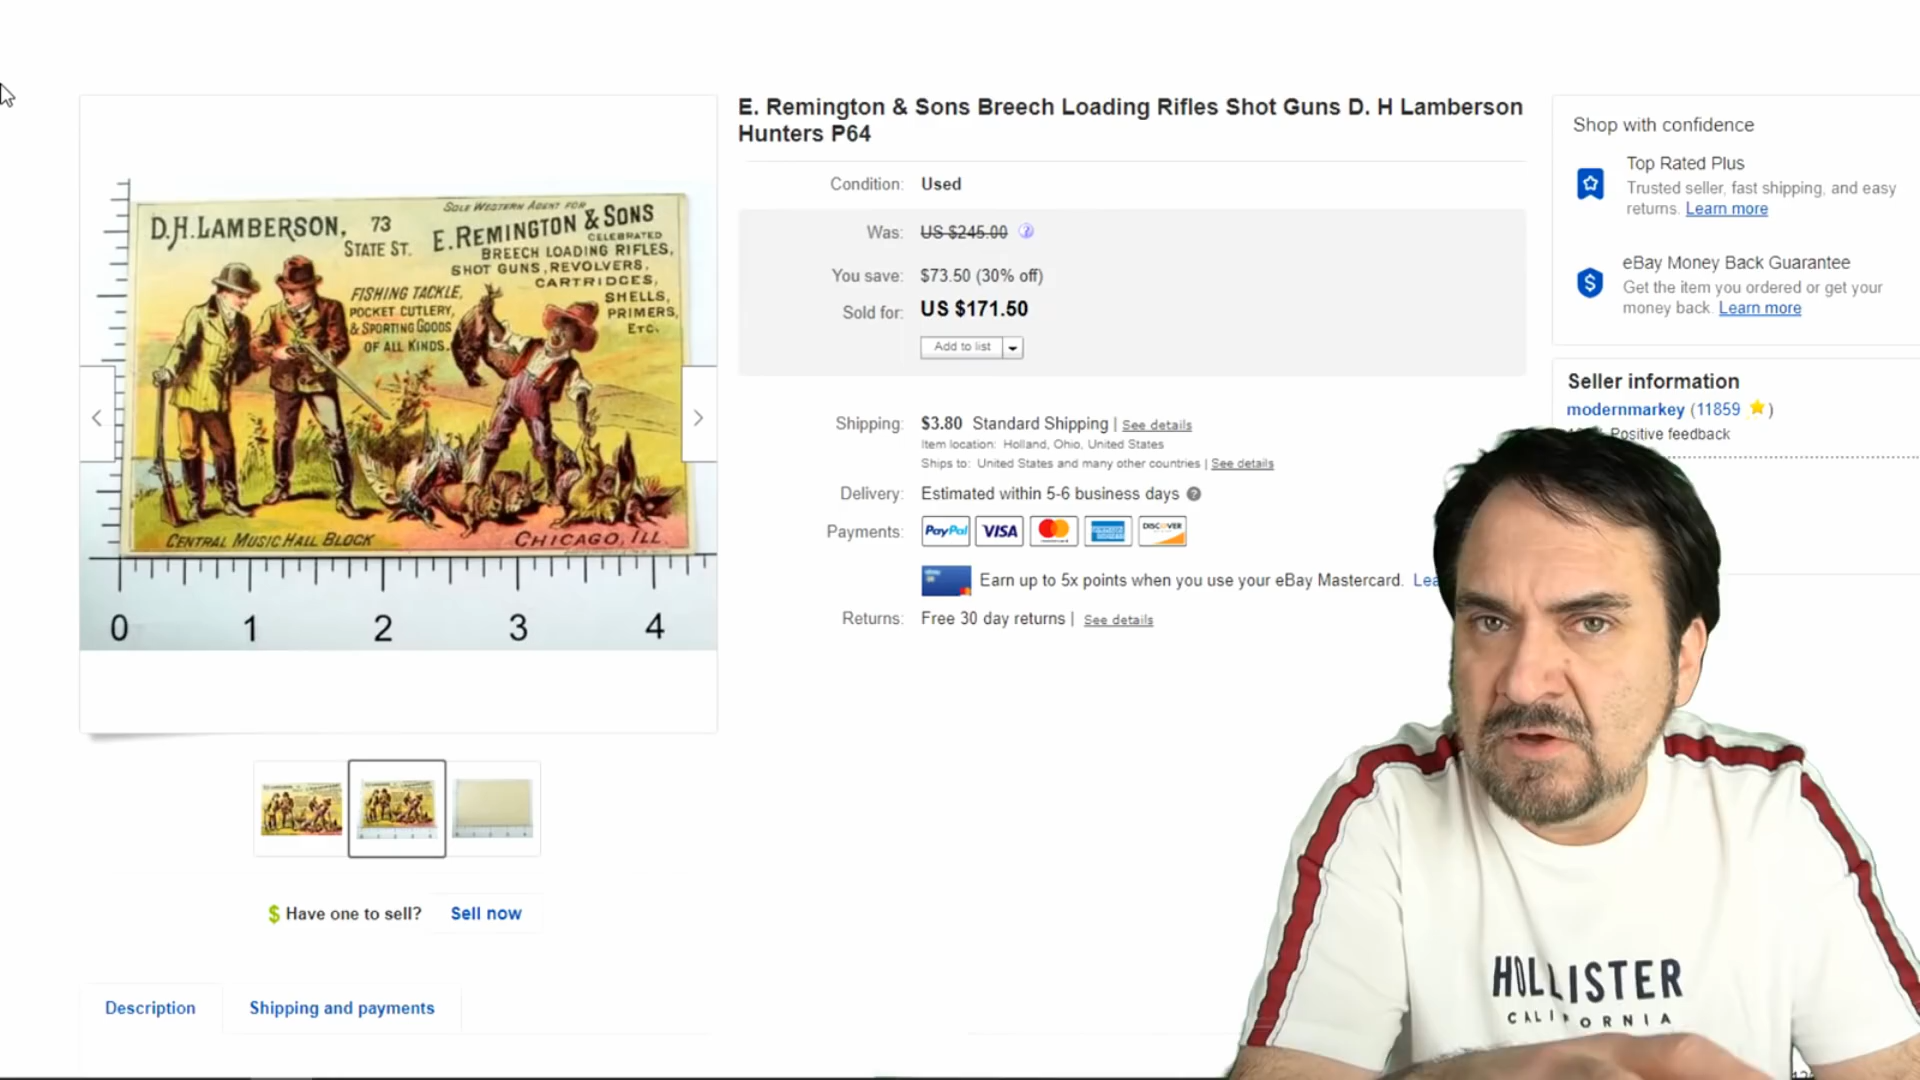 E. Remington & Sons Breech Loading Rifles Shot Guns D. H Lamberson
Hunters P64
Condition: Used
Was: US $245.00
You save: $73.50 (30% off)
Sold for: US $171.50
Add to list
Shipping: $3.80 Standard Shipping | See details
Item location: Holland, Ohio, United States
Ships to: United States and many other countries | See details
Delivery: Estimated within 5-6 business days
Payments: PayPal VISA DISCOVER
Earn up to 5x points when you use your eBay Mastercard. Lea
Returns: Free 30 day returns | See details
Shop with confidence
Top Rated Plus
Trusted seller, fast shipping, and easy
returns. Learn more
eBay Money Back Guarantee
Get the item you ordered or get your
money back. Learn more
Seller information
modernmarkey (11859)
Positive feedback
D.H. LAMBERSON, 73
STATE ST.
SOLE WESTERN AGENT FOR
E. REMINGTON & SONS
CELEBRATED
BREECH LOADING RIFLES,
SHOT GUNS, REVOLVERS,
CARTRIDGES,
SHELLS,
PRIMERS,
ETC.
FISHING TACKLE,
POCKET CUTLERY,
& SPORTING GOODS
OF ALL KINDS.
CENTRAL MUSIC HALL BLOCK
CHICAGO, ILL.
0 1 2 3 4
$ Have one to sell? Sell now
Description
Shipping and payments
HOLLISTER
CALIFORNIA